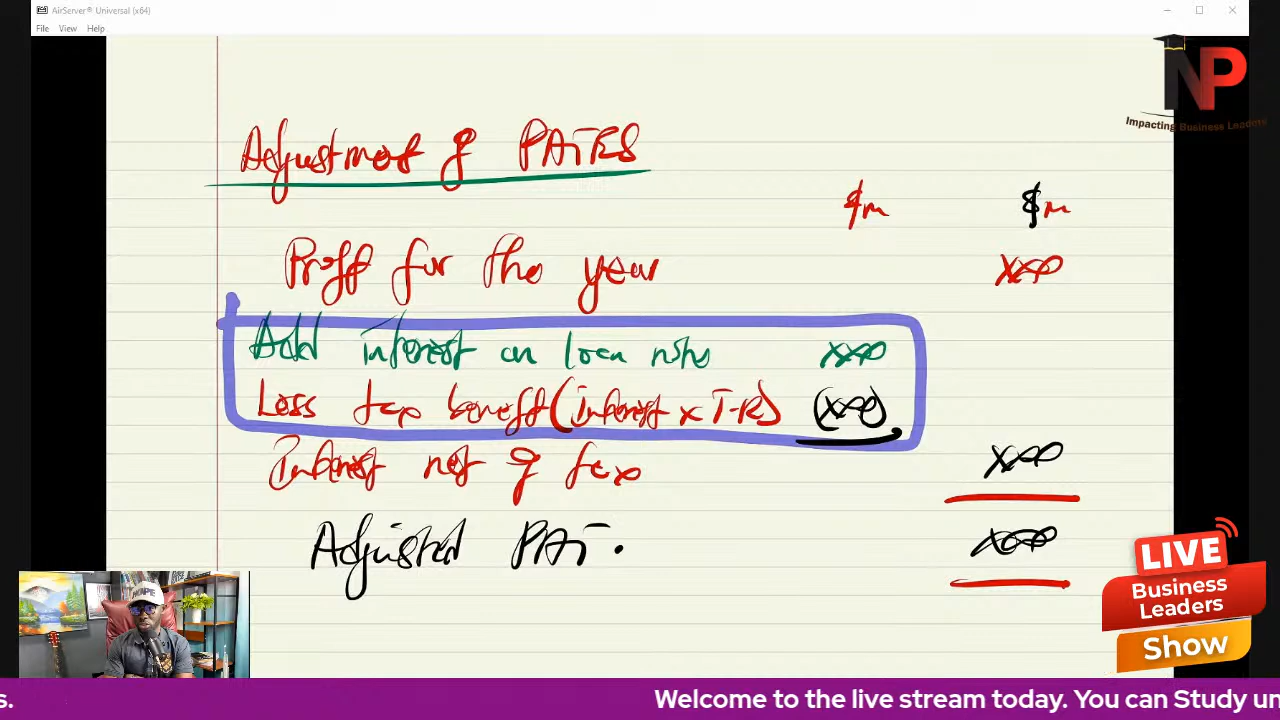 AirServer® Universal (x64)
File View Help
NP
Impacting Business Leaders
Adjustment of PATES
$m $m
Profit for the year xxx
Add interest on loan notes xxx
Less tax benefit (Interest x T-R) (xxx)
Interest net of tax xxx
Adjusted PAT. xxx
LIVE
Business
Leaders
Show
s. Welcome to the live stream today. You can Study un